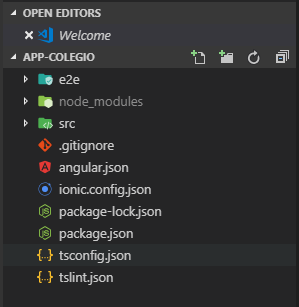 OPEN EDITORS
Welcome
APP-COLEGIO
e2e
node_modules
src
.gitignore
angular.json
ionic.config.json
package-lock.json
package.json
tsconfig.json
tslint.json